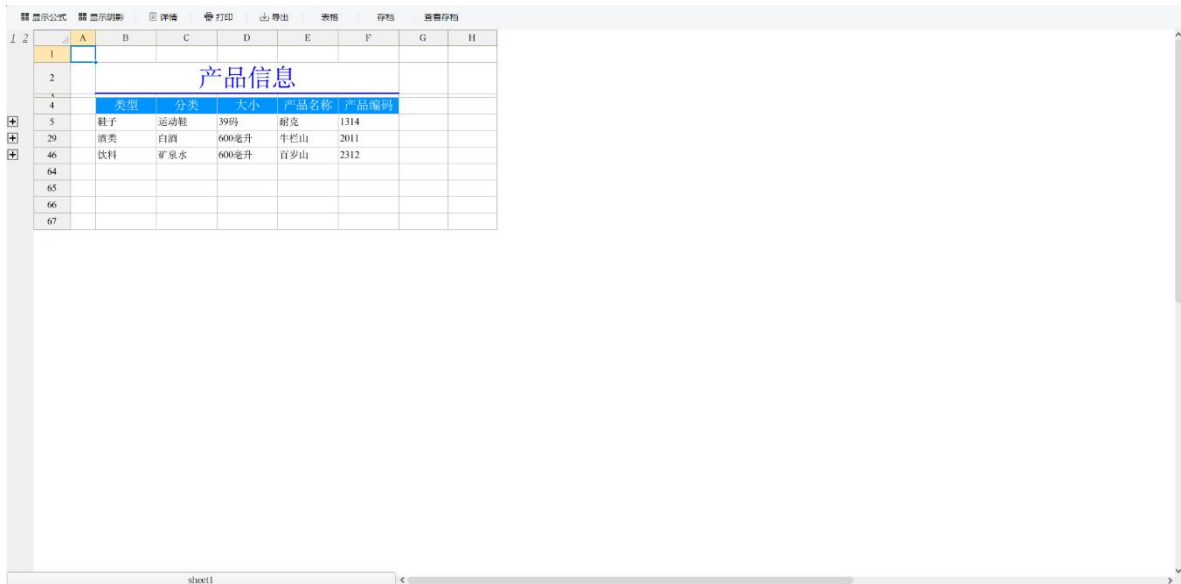 显示公式 显示阴影 详情 打印 导出 表格 存档 查看存档
1 2 A B C D E F G H
1
2 产品信息
4 类型 分类 大小 产品名称 产品编码
5 鞋子 运动鞋 39码 耐克 1314
29 酒类 白酒 600毫升 牛栏山 2011
46 饮料 矿泉水 600毫升 百岁山 2312
64
65
66
67
sheet1